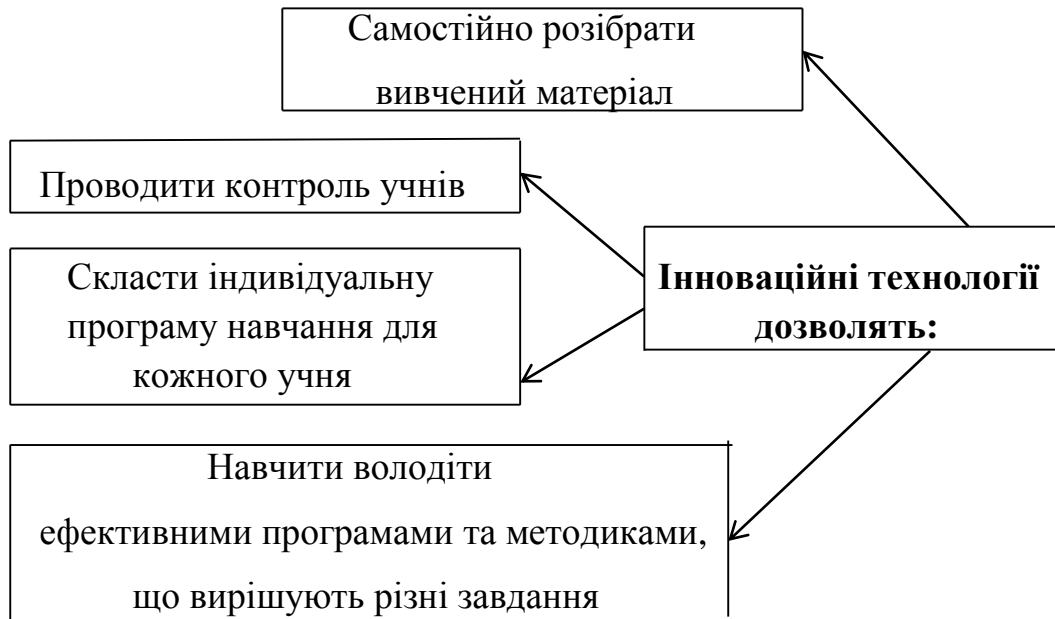 Самостійно розібрати
вивчений матеріал
Проводити контроль учнів
Скласти індивідуальну
програму навчання для
кожного учня
Інноваційні технології
дозволять:
Навчити володіти
ефективними програмами та методиками,
що вирішують різні завдання